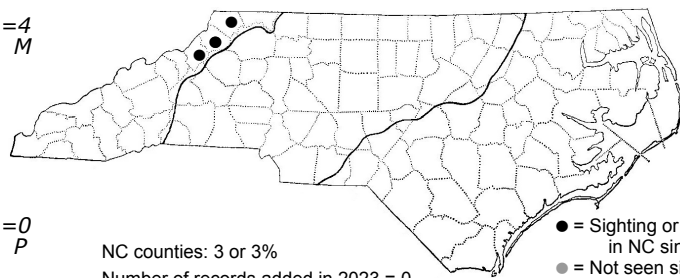 =4
M
=0
P
NC counties: 3 or 3%
Number of records added in 2023 = 0
● = Sighting or
in NC sin
● = Not seen si